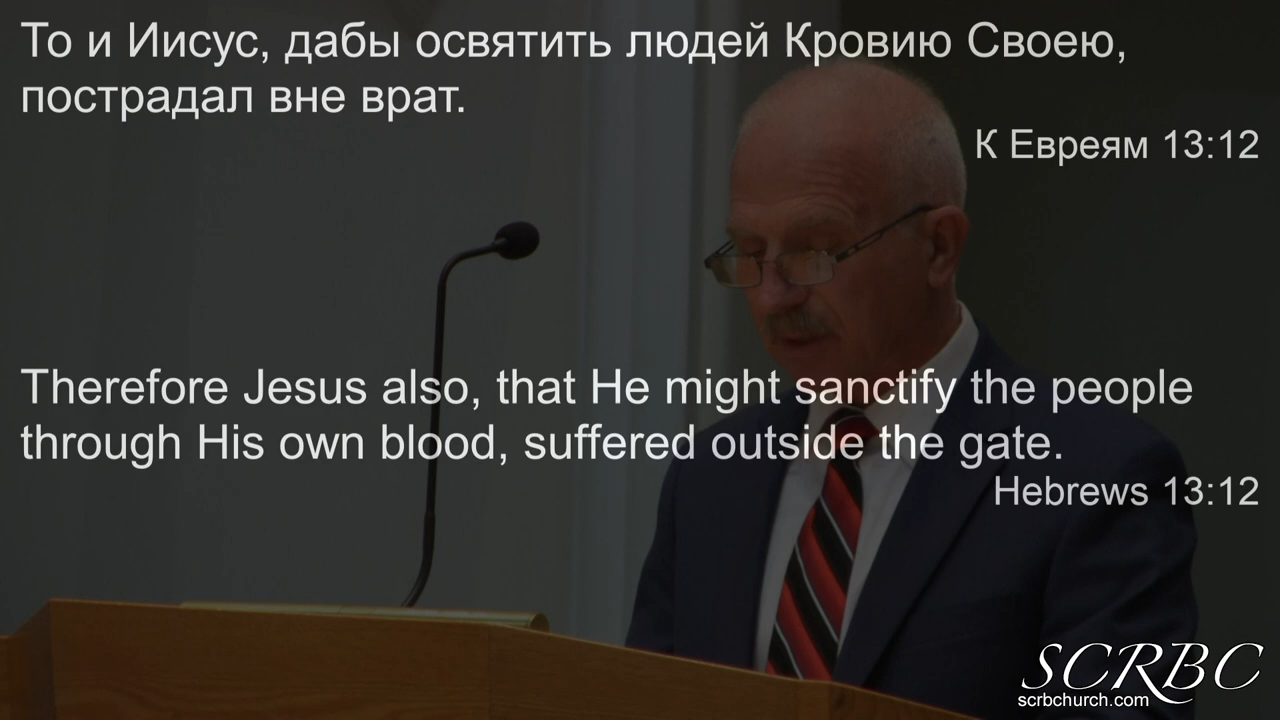 То и Иисус, дабы освятить людей Кровию Своею,
пострадал вне врат.
К Евреям 13:12
Therefore Jesus also, that He might sanctify the people
through His own blood, suffered outside the gate.
Hebrews 13:12
SCRBC
scrbchurch.com